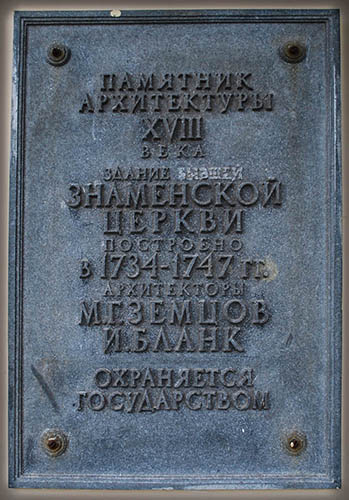 ПАМЯТНИК
АРХИТЕКТУРЫ
XVIII
ВЕКА
ЗДАНИЕ БЫВШЕЙ
ЗНАМЕНСКОЙ
ЦЕРКВИ
ПОСТРОЕНО
В 1734-1747 ГГ.
АРХИТЕКТОРЫ
М.Г.ЗЕМЦОВ
И.БЛАНК
ОХРАНЯЕТСЯ
ГОСУДАРСТВОМ